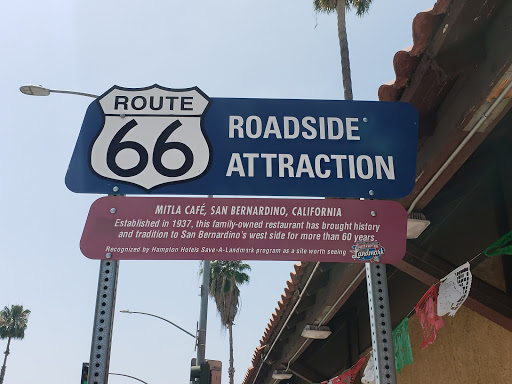 ROUTE
66
ROADSIDE
ATTRACTION
MITLA CAFÉ, SAN BERNARDINO, CALIFORNIA
Established in 1937, this family-owned restaurant has brought history
and tradition to San Bernardino's west side for more than 60 years.
Recognized by Hampton Hotels Save-A-Landmark program as a site worth seeing
Landmark